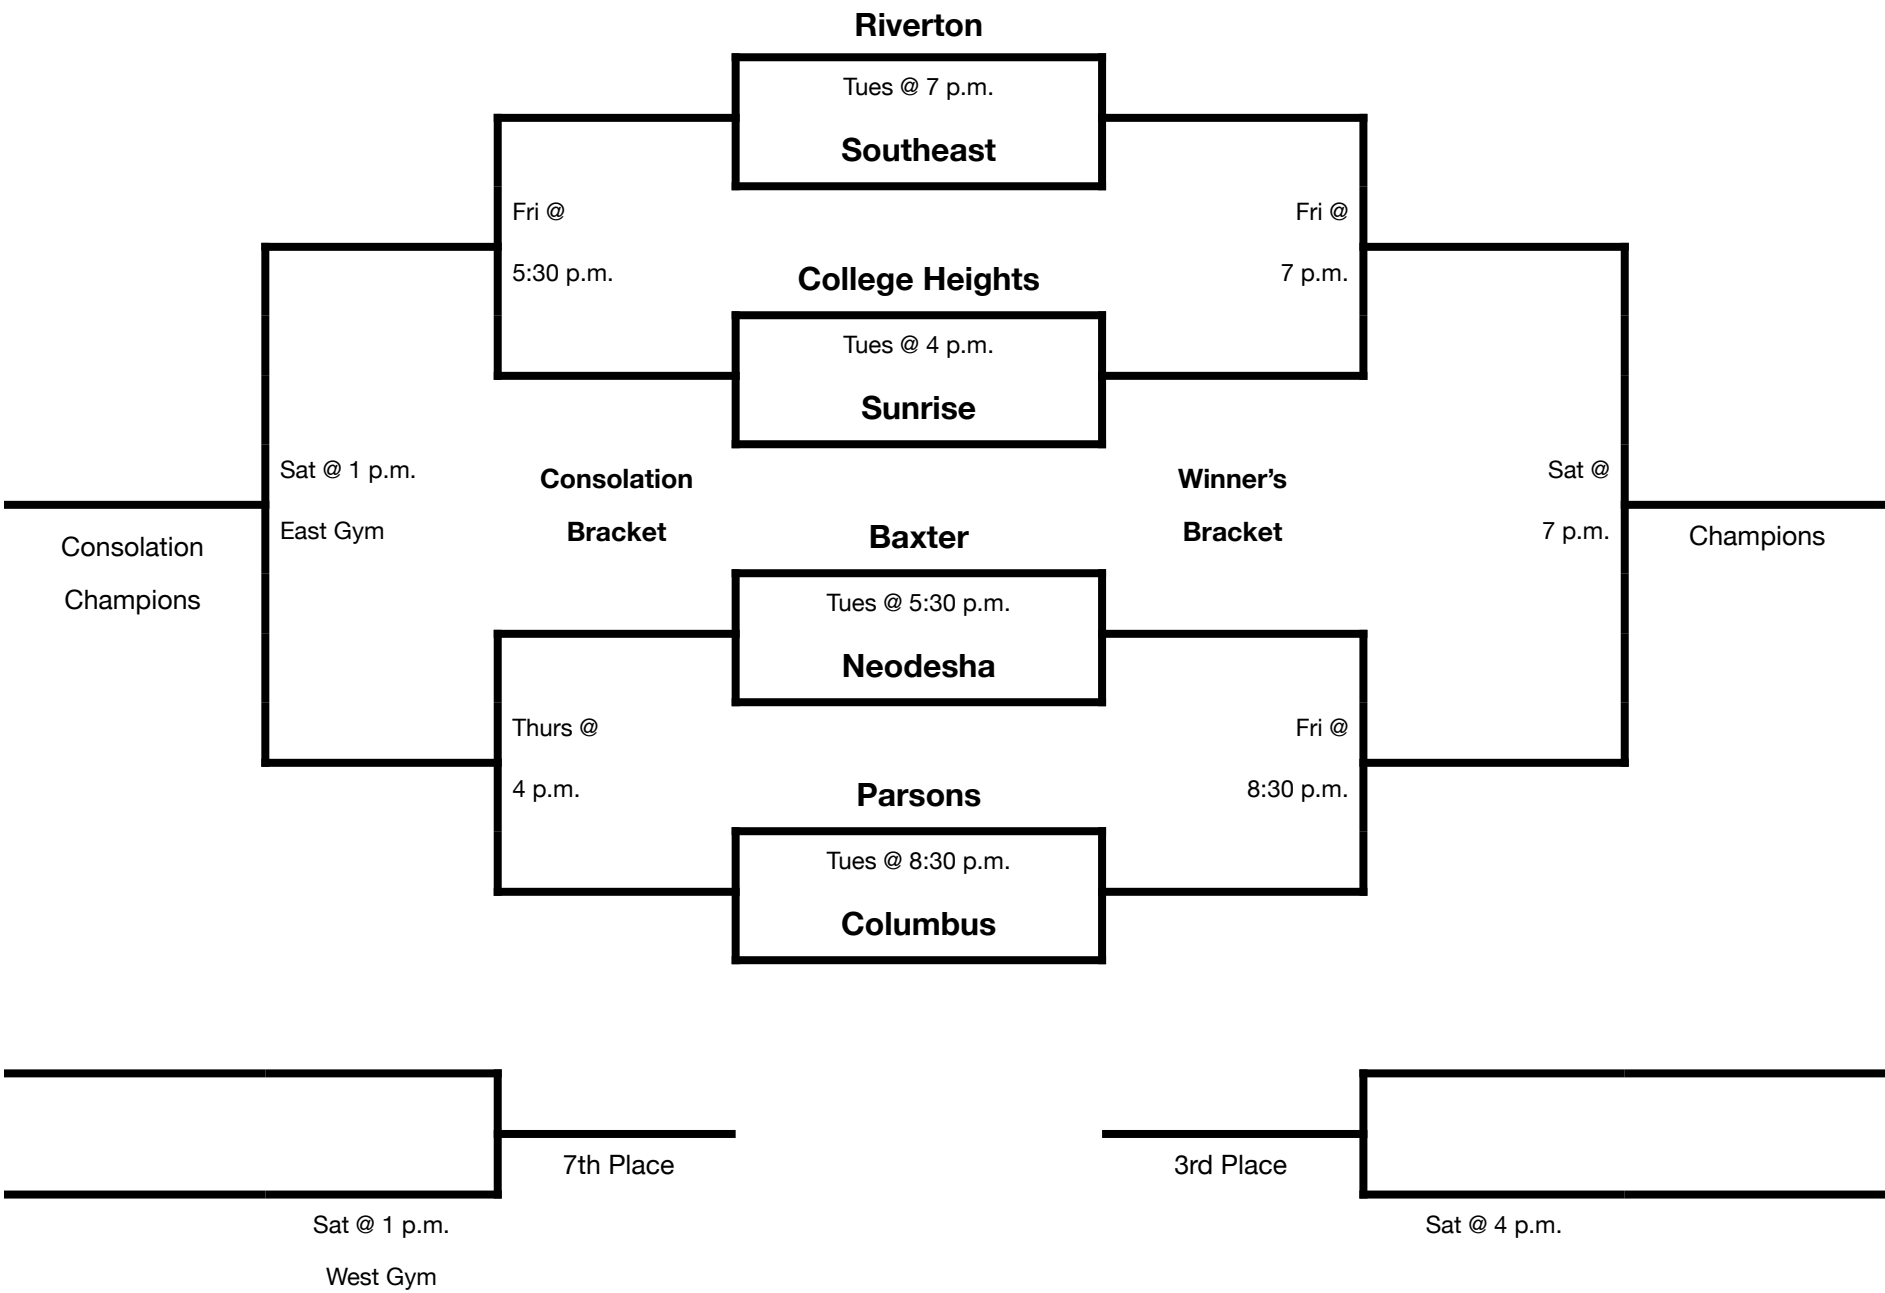 Riverton
Tues @ 7 p.m.
Southeast
Fri @
5:30 p.m.
Fri @
7 p.m.
College Heights
Tues @ 4 p.m.
Sunrise
Sat @ 1 p.m.
East Gym
Consolation
Bracket
Winner’s
Bracket
Sat @
7 p.m.
Consolation
Champions
Champions
Baxter
Tues @ 5:30 p.m.
Neodesha
Thurs @
4 p.m.
Fri @
8:30 p.m.
Parsons
Tues @ 8:30 p.m.
Columbus
7th Place
3rd Place
Sat @ 1 p.m.
West Gym
Sat @ 4 p.m.